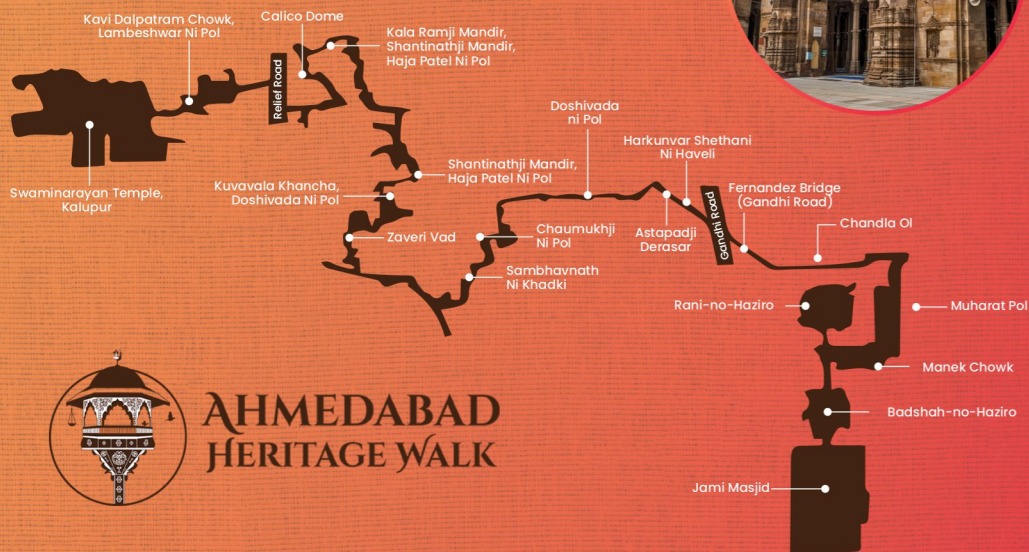 Kavi Dalpatram Chowk,
Lambeshwar Ni Pol
Calico Dome
Kala Ramji Mandir,
Shantinathji Mandir,
Haja Patel Ni Pol
Relief Road
Swaminarayan Temple,
Kalupur
Shantinathji Mandir,
Haja Patel Ni Pol
Kuvavala Khancha,
Doshivada Ni Pol
Zaveri Vad
Doshivada
ni Pol
Chaumukhji
Ni Pol
Sambhavnath
Ni Khadki
Harkunvar Shethani
Ni Haveli
Astapadji
Derasar
Gandhi Road
Fernandez Bridge
(Gandhi Road)
Chandla Ol
Rani-no-Haziro
Muharat Pol
Manek Chowk
Badshah-no-Haziro
Jami Masjid
AHMEDABAD
HERITAGE WALK